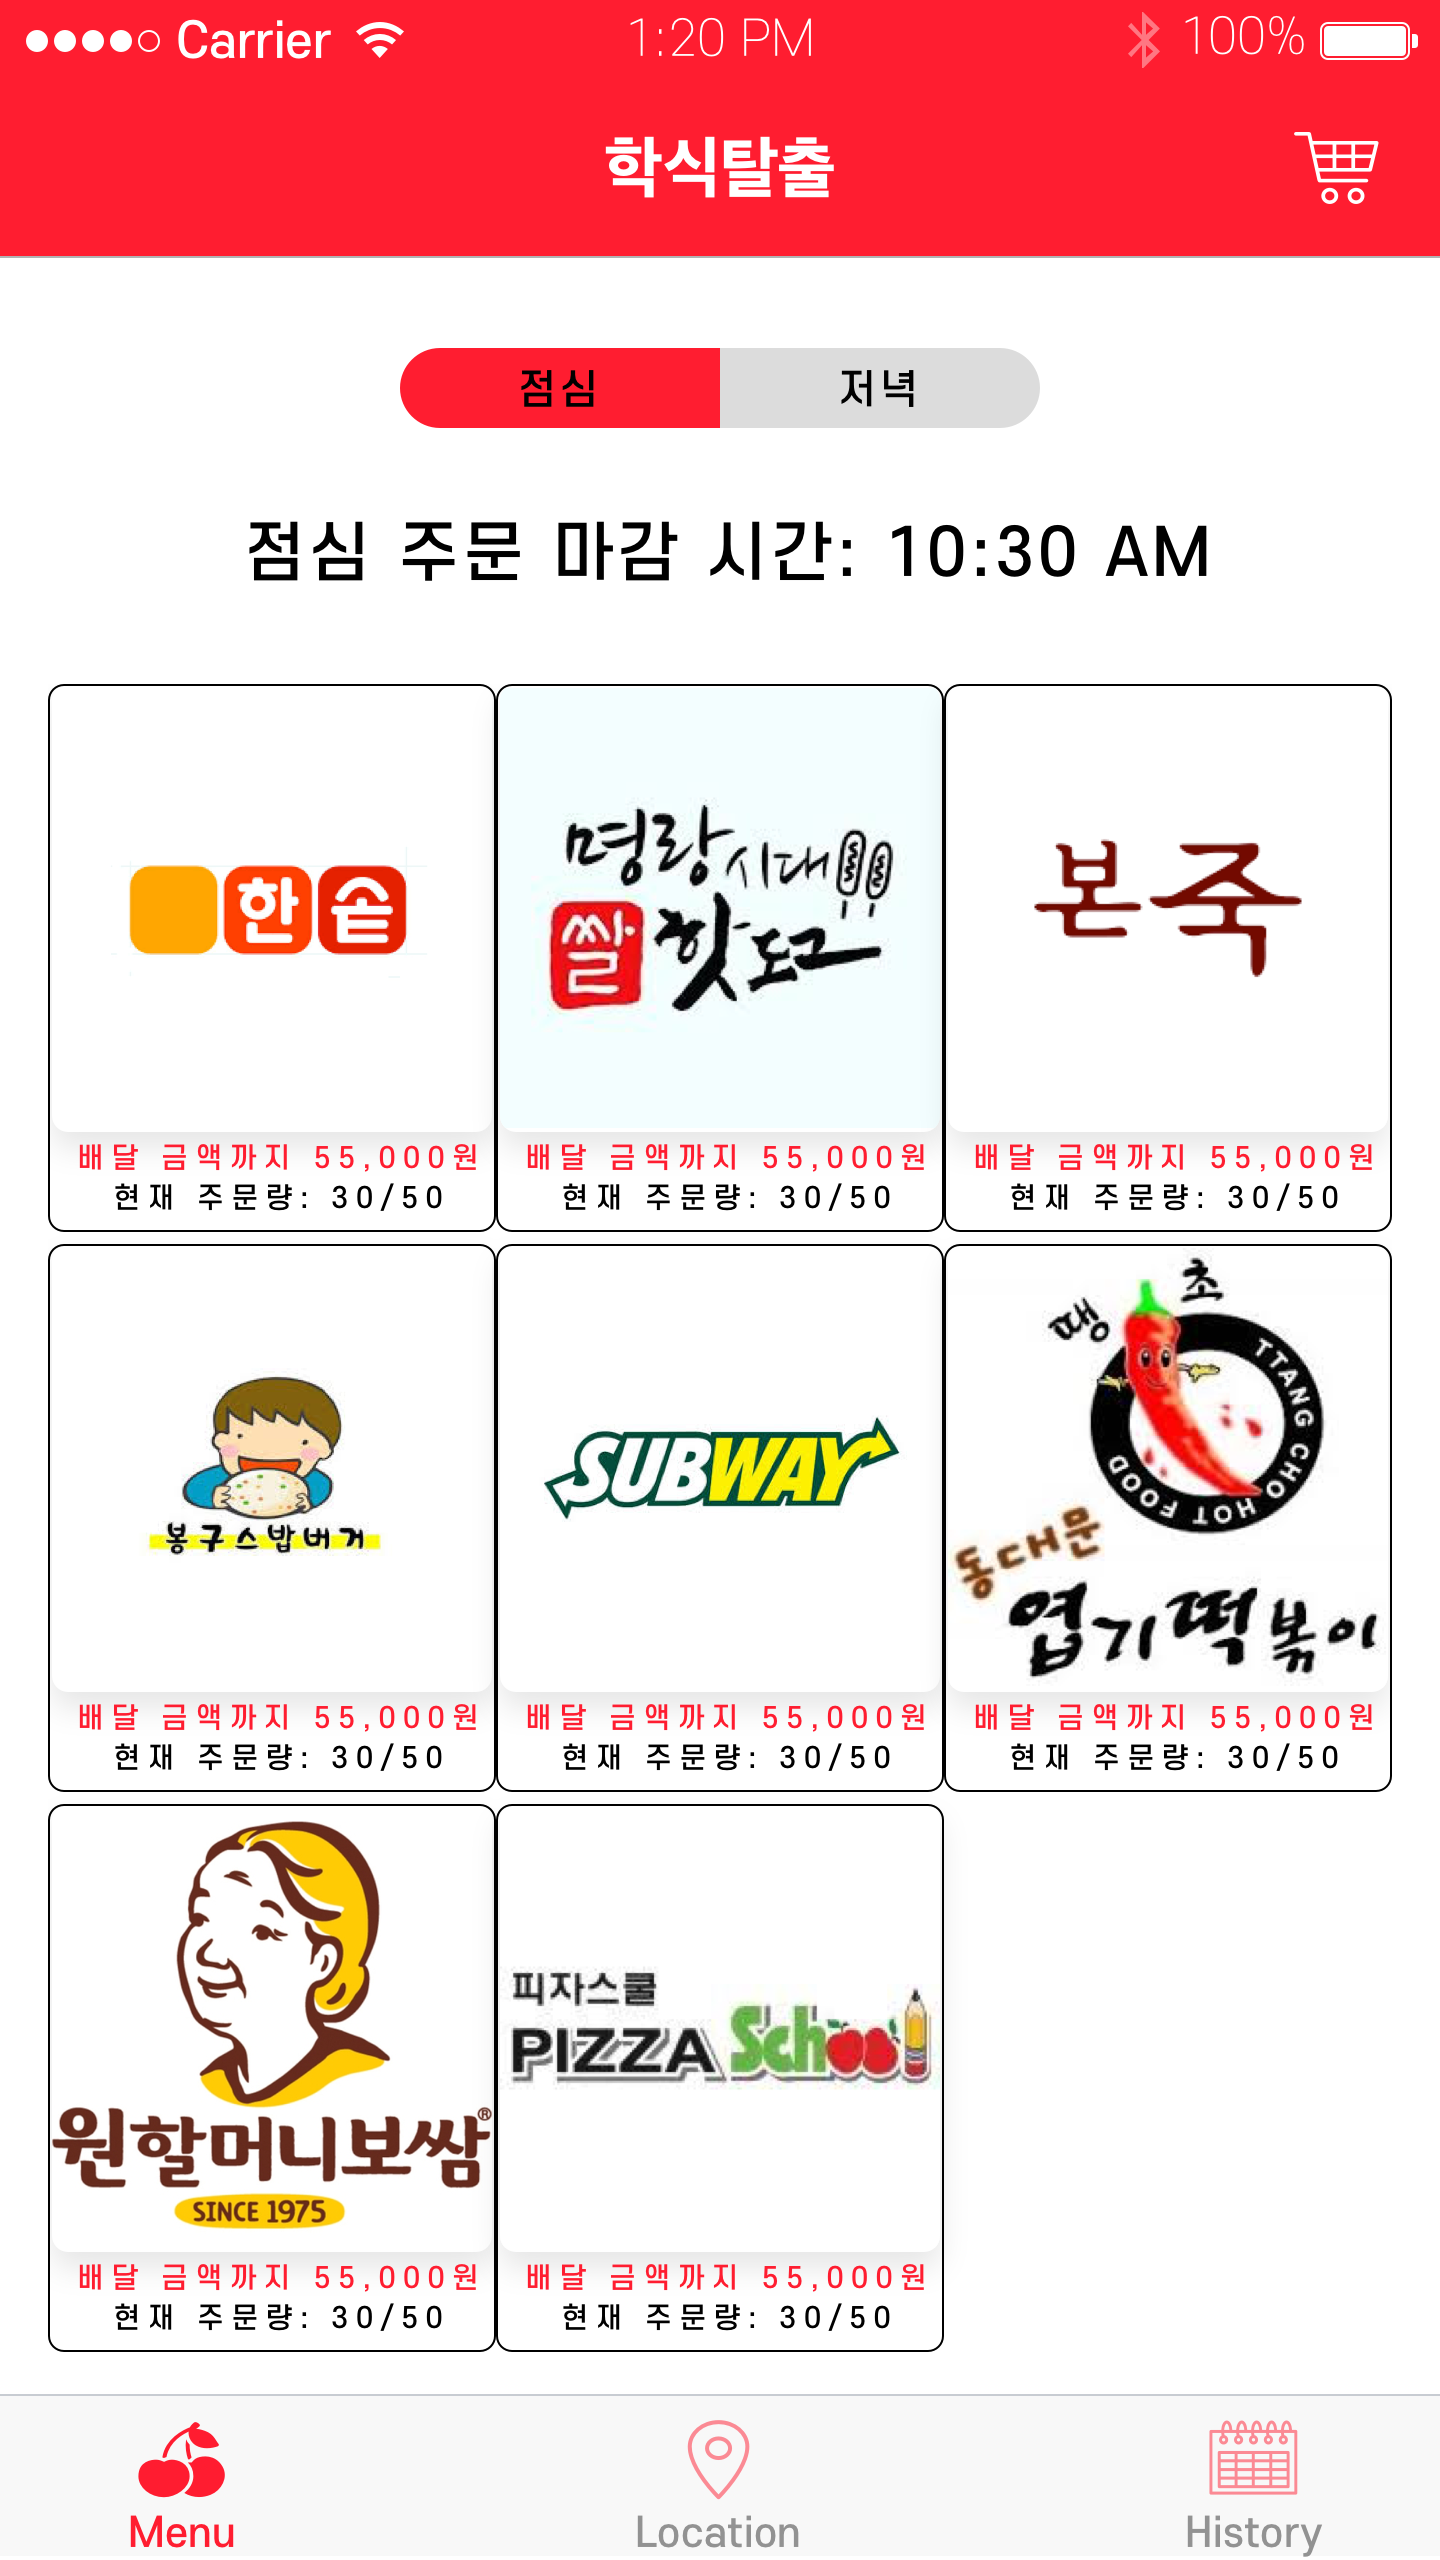 Carrier 1:20 PM 100%
학식탈출
점심 저녁
점심 주문 마감 시간: 10:30 AM
한솥
명랑시대
쌀 핫도그
본죽
배달 금액까지 55,000원
현재 주문량: 30/50
배달 금액까지 55,000원
현재 주문량: 30/50
배달 금액까지 55,000원
현재 주문량: 30/50
봉구스밥버거
SUBWAY
땡초
TTANG CHO HOT FOOD
동대문
엽기떡볶이
배달 금액까지 55,000원
현재 주문량: 30/50
배달 금액까지 55,000원
현재 주문량: 30/50
배달 금액까지 55,000원
현재 주문량: 30/50
원할머니보쌈®
SINCE 1975
피자스쿨
PIZZA School
배달 금액까지 55,000원
현재 주문량: 30/50
배달 금액까지 55,000원
현재 주문량: 30/50
Menu Location History